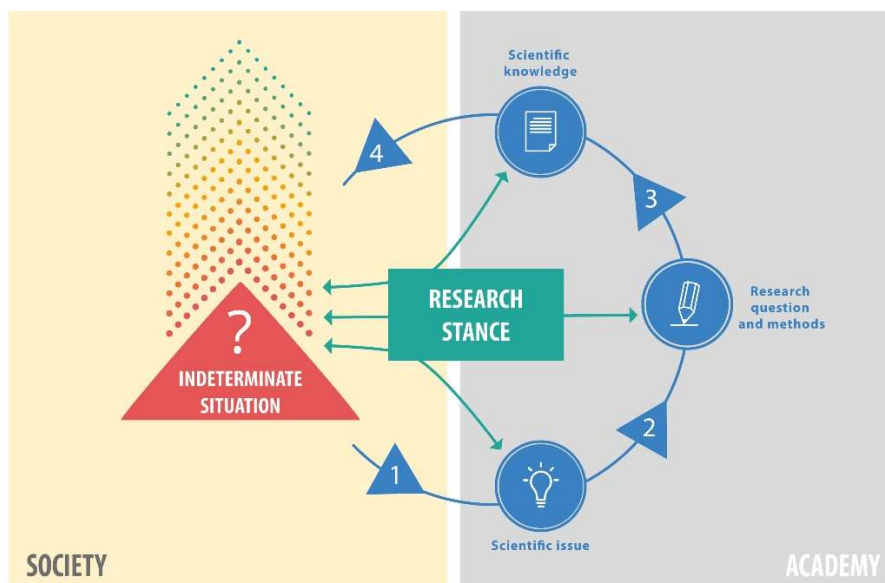 Scientific
knowledge
4
3
RESEARCH
STANCE
Research
question
and methods
?
INDETERMINATE
SITUATION
2
1
Scientific issue
SOCIETY
ACADEMY